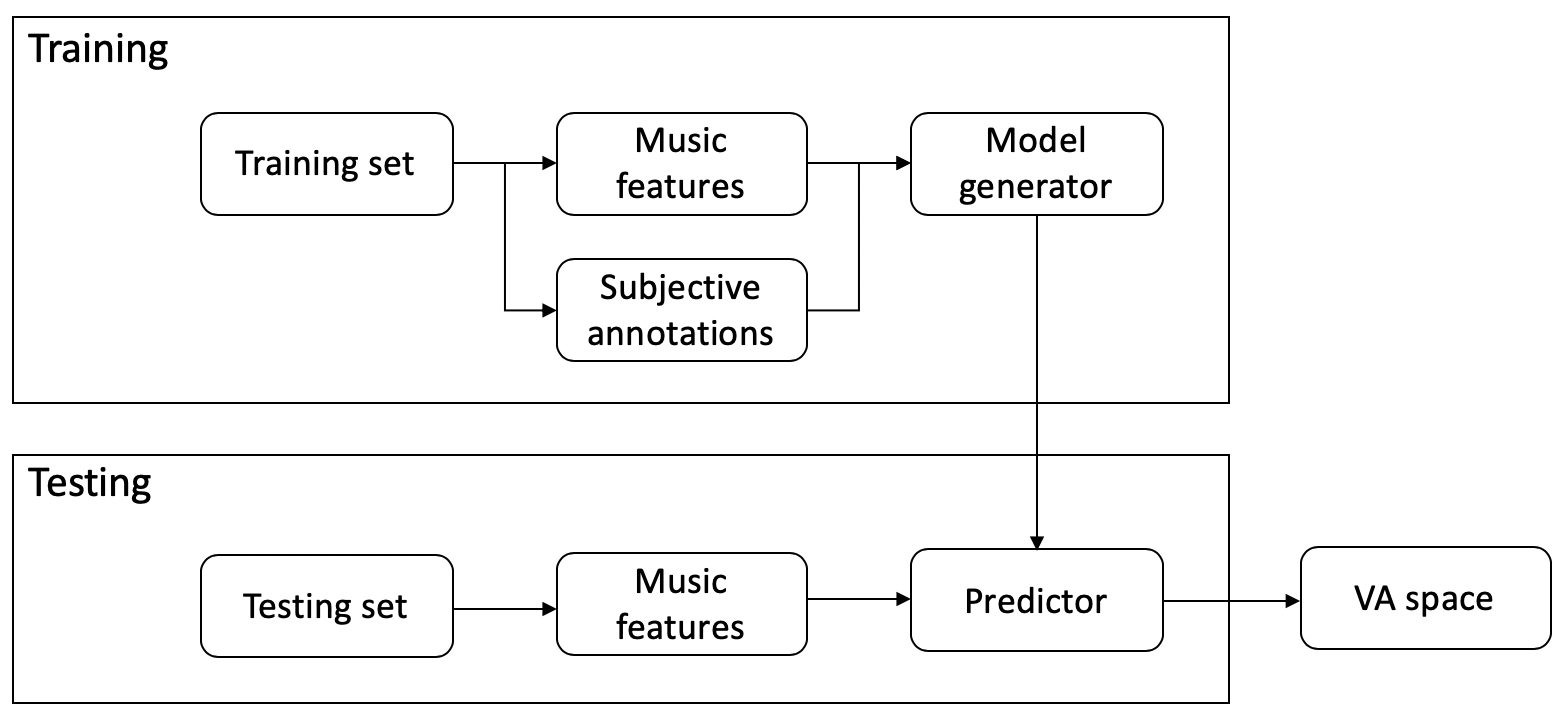 Training
Training set
Music
features
Model
generator
Subjective
annotations
Testing
Testing set
Music
features
Predictor
VA space